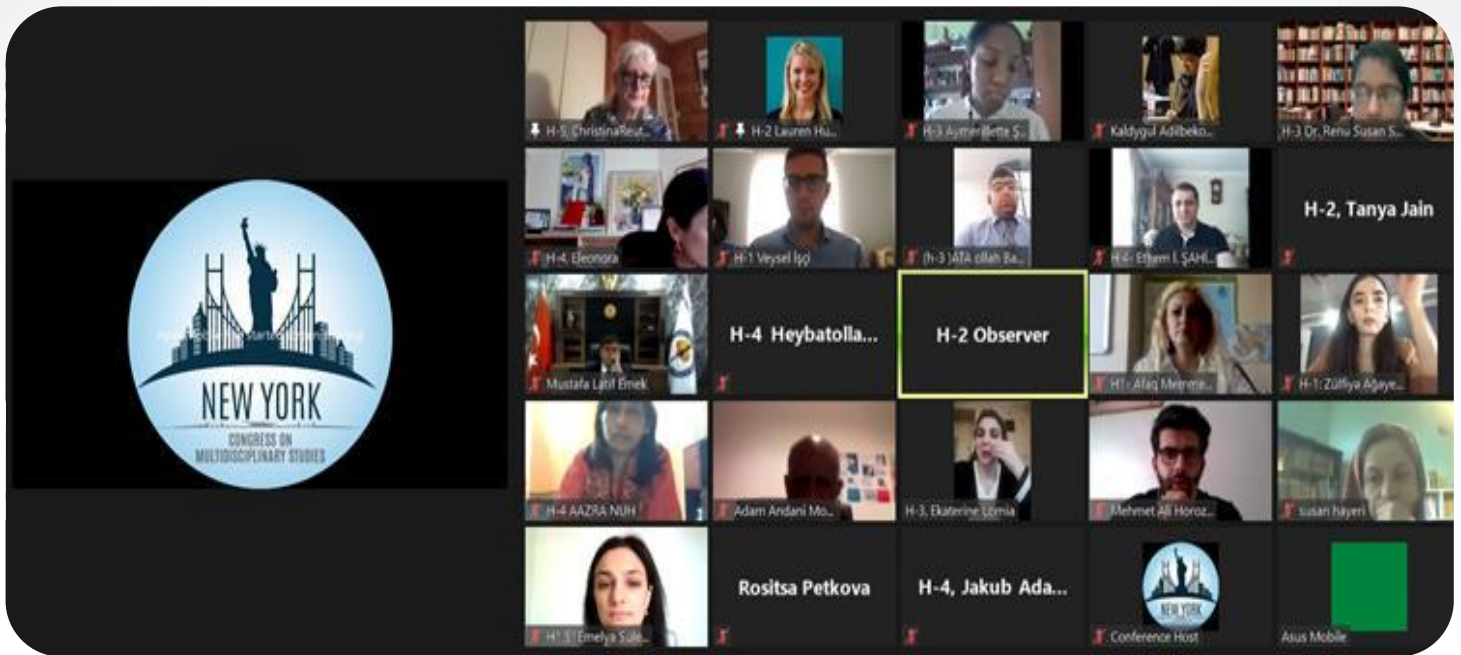 NEW YORK
CONGRESS ON
MULTIDISCIPLINARY STUDIES
H-5, ChristinaReut...
H-2 Lauren Hu...
H-3 Aymerillette Ş...
Kaldygul Adilbeko...
H-3 Dr. Renu Susan S...
H-4, Eleonora
H-1 Veysel İşçi
(h-3 )ATA ollah Ba...
H-4- Ethem İ. ŞAHİ...
H-2, Tanya Jain
Mustafa Latif Emek
H-4 Heybatolla...
H-2 Observer
H1- Afaq Memme...
H-1: Zülfiyə Ağaye...
H-4 AAZRA NUH
Adam Andani Mo...
H-3, Ekaterine Lomia
Mehmet Ali Horoz...
susan hayeri
Emelya Süle...
Rositsa Petkova
H-4, Jakub Ada...
NEW YORK
Conference Host
Asus Mobile